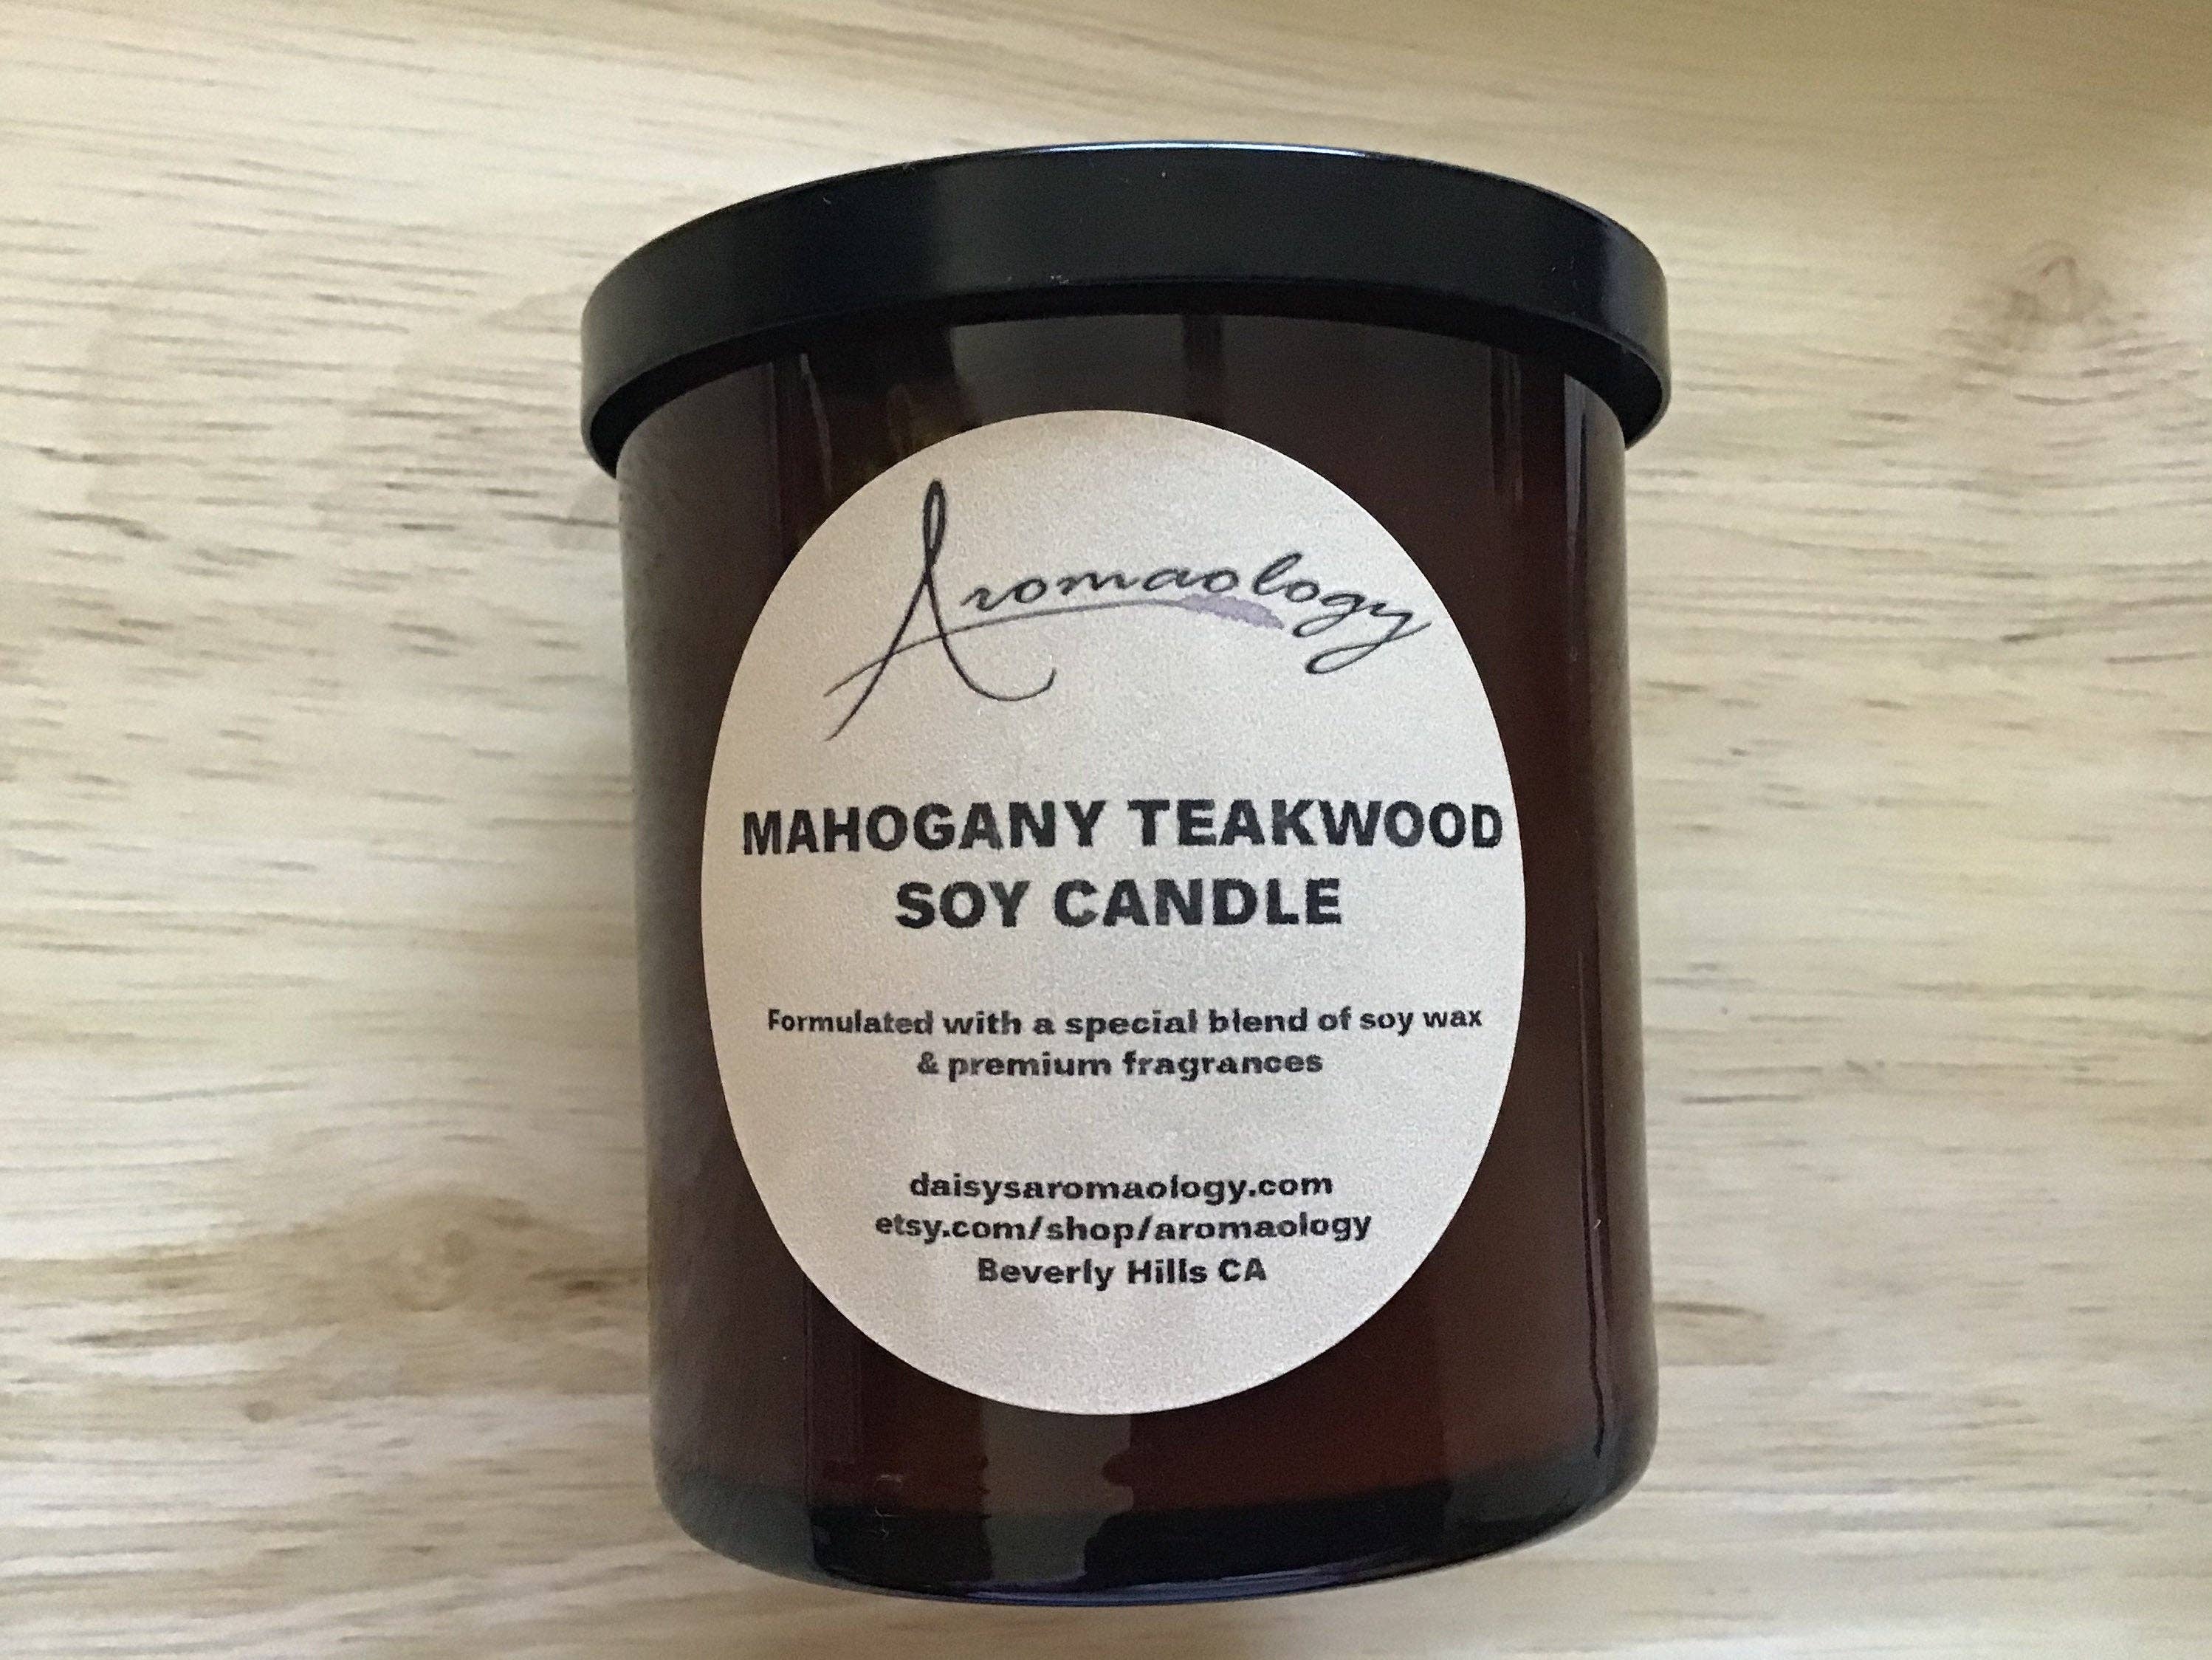 Aromaology
MAHOGANY TEAKWOOD
SOY CANDLE
Formulated with a special blend of soy wax
& premium fragrances
daisysaromaology.com
etsy.com/shop/aromaology
Beverly Hills CA